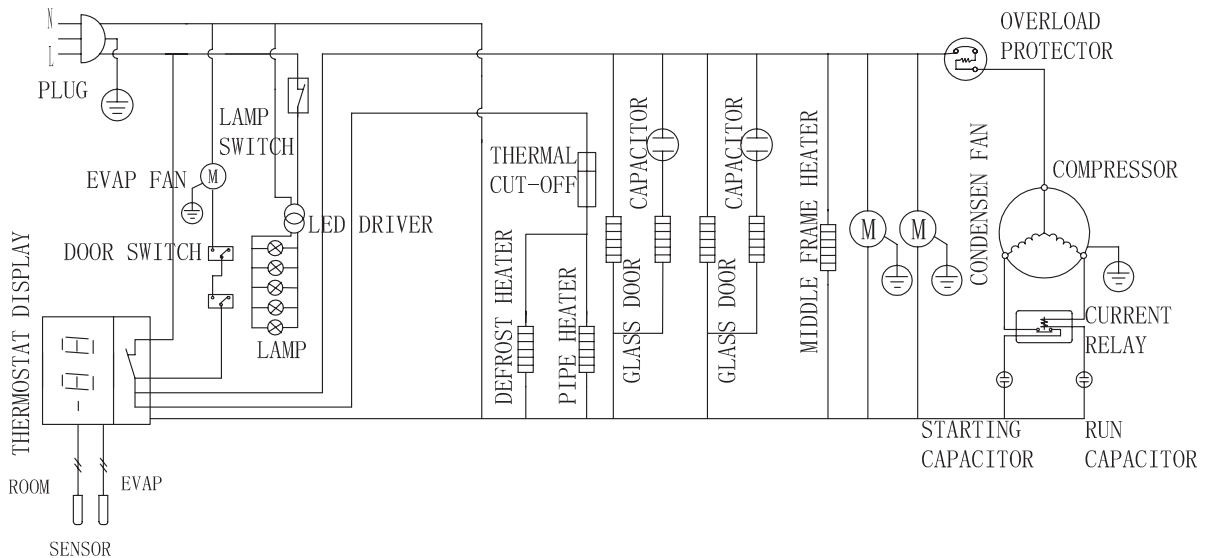 N
L
PLUG
OVERLOAD
PROTECTOR
LAMP
SWITCH
EVAP FAN
M
THERMAL
CUT-OFF
CAPACITOR
CAPACITOR
COMPRESSOR
LED DRIVER
DOOR SWITCH
M
M
CONDENSEN FAN
THERMOSTAT DISPLAY
LAMP
DEFROST HEATER
PIPE HEATER
GLASS DOOR
GLASS DOOR
MIDDLE FRAME HEATER
CURRENT
RELAY
STARTING
CAPACITOR
RUN
CAPACITOR
ROOM
EVAP
SENSOR